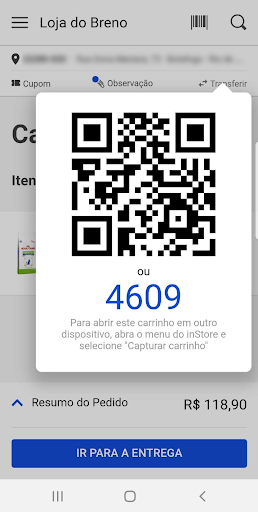 Loja do Breno
Cupom
Observação
Transferir
Ca
Iten
ou
4609
Para abrir este carrinho em outro
dispositivo, abra o menu do inStore e
selecione "Capturar carrinho"
Resumo do Pedido
R$ 118,90
IR PARA A ENTREGA